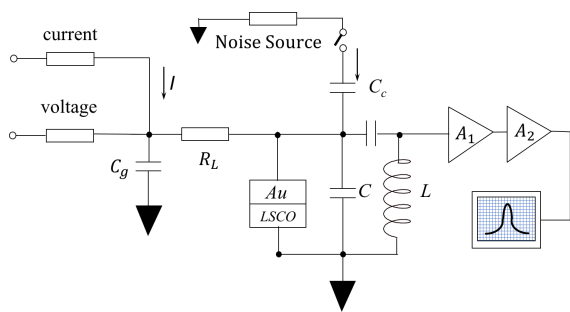 current
Noise Source
I
C_c
voltage
A_1
A_2
C_g
R_L
Au
LSCO
C
L